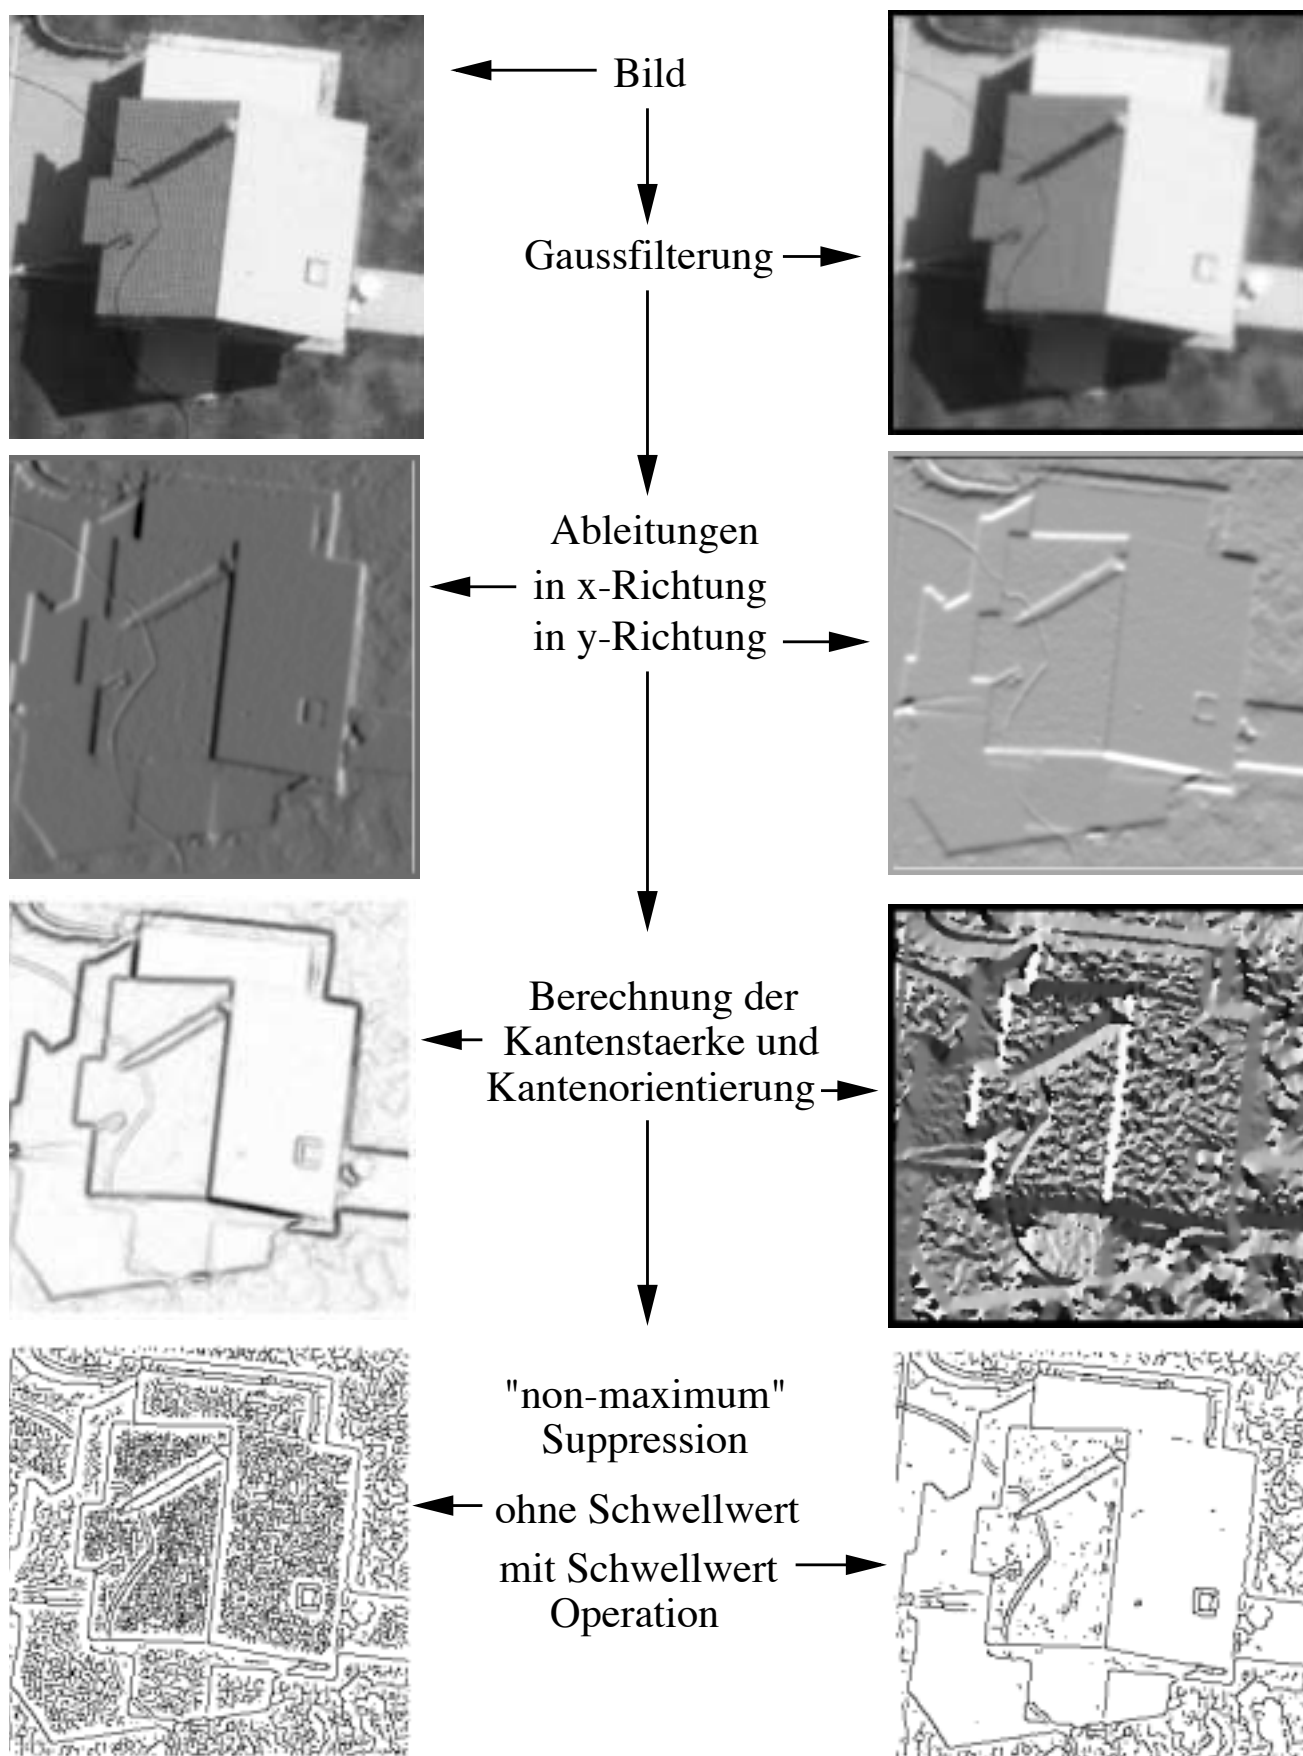 Bild
Gaussfilterung
Ableitungen
in x-Richtung
in y-Richtung
Berechnung der
Kantenstaerke und
Kantenorientierung
"non-maximum"
Suppression
ohne Schwellwert
mit Schwellwert
Operation